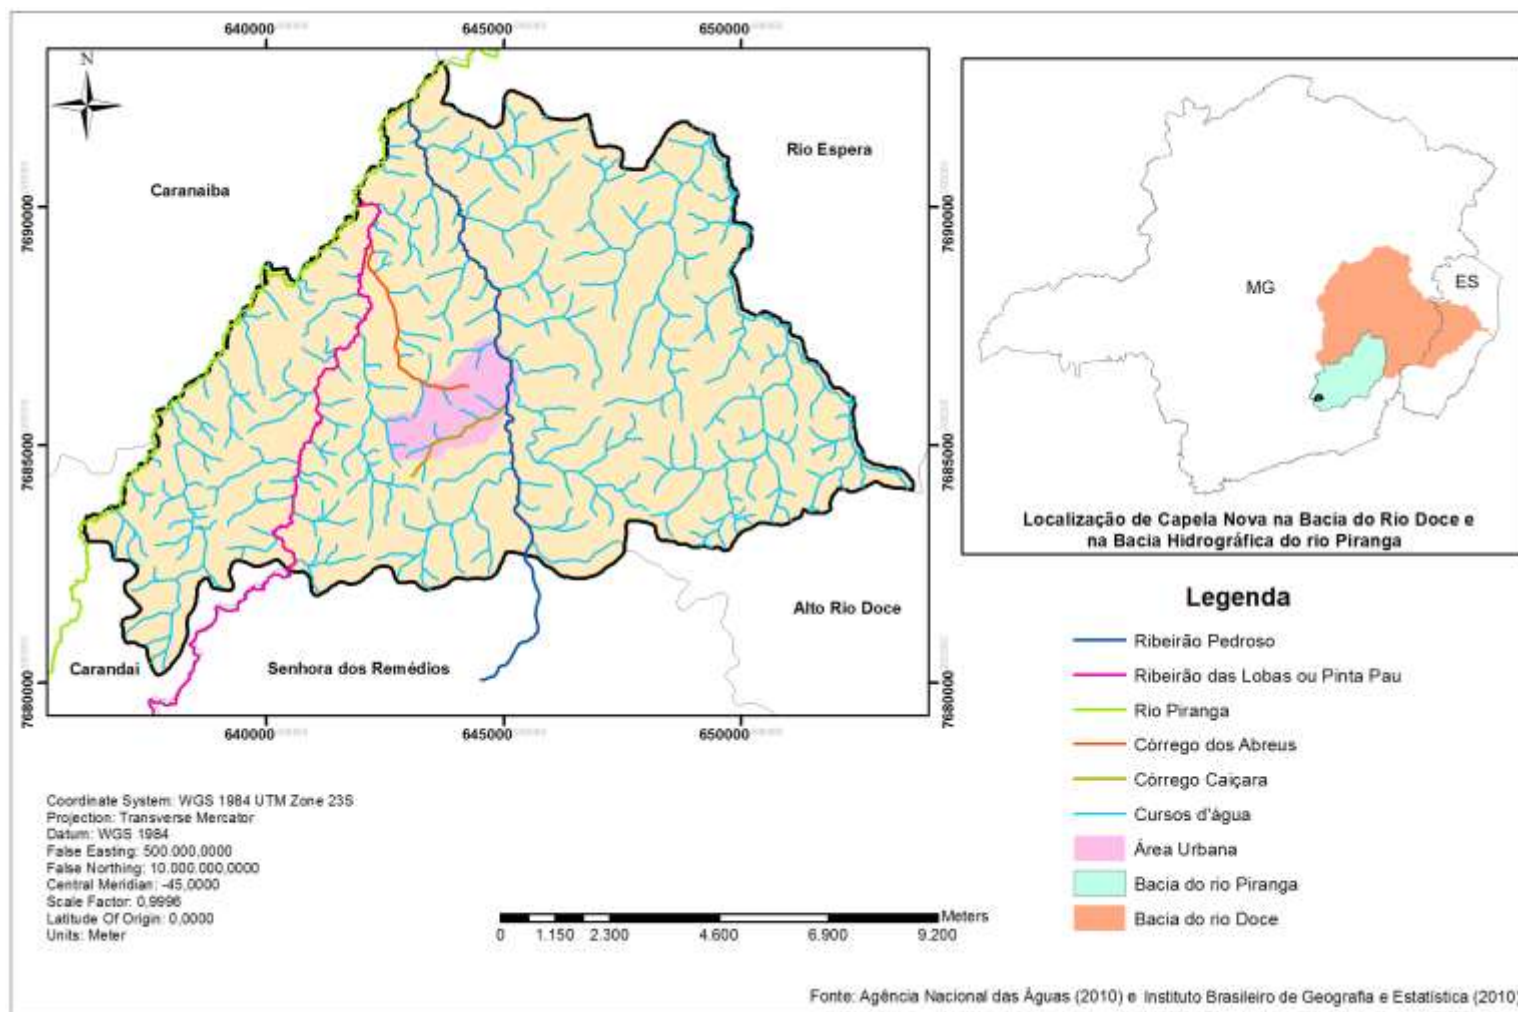 640000 645000 650000
N
Rio Espera
Caranaiba
7690000
7690000
7685000
7685000
Alto Rio Doce
Carandai
Senhora dos Remédios
7680000
7680000
640000 645000 650000
MG
ES
Localização de Capela Nova na Bacia do Rio Doce e
na Bacia Hidrográfica do rio Piranga
Legenda
Ribeirão Pedroso
Ribeirão das Lobas ou Pinta Pau
Rio Piranga
Córrego dos Abreus
Córrego Caiçara
Cursos d'água
Área Urbana
Bacia do rio Piranga
Bacia do rio Doce
Coordinate System: WGS 1984 UTM Zone 23S
Projection: Transverse Mercator
Datum: WGS 1984
False Easting: 500.000,0000
False Northing: 10.000.000,0000
Central Meridian: -45,0000
Scale Factor: 0,9996
Latitude Of Origin: 0,0000
Units: Meter
Meters
0 1.150 2.300 4.600 6.900 9.200
Fonte: Agência Nacional das Águas (2010) e Instituto Brasileiro de Geografia e Estatística (2010)